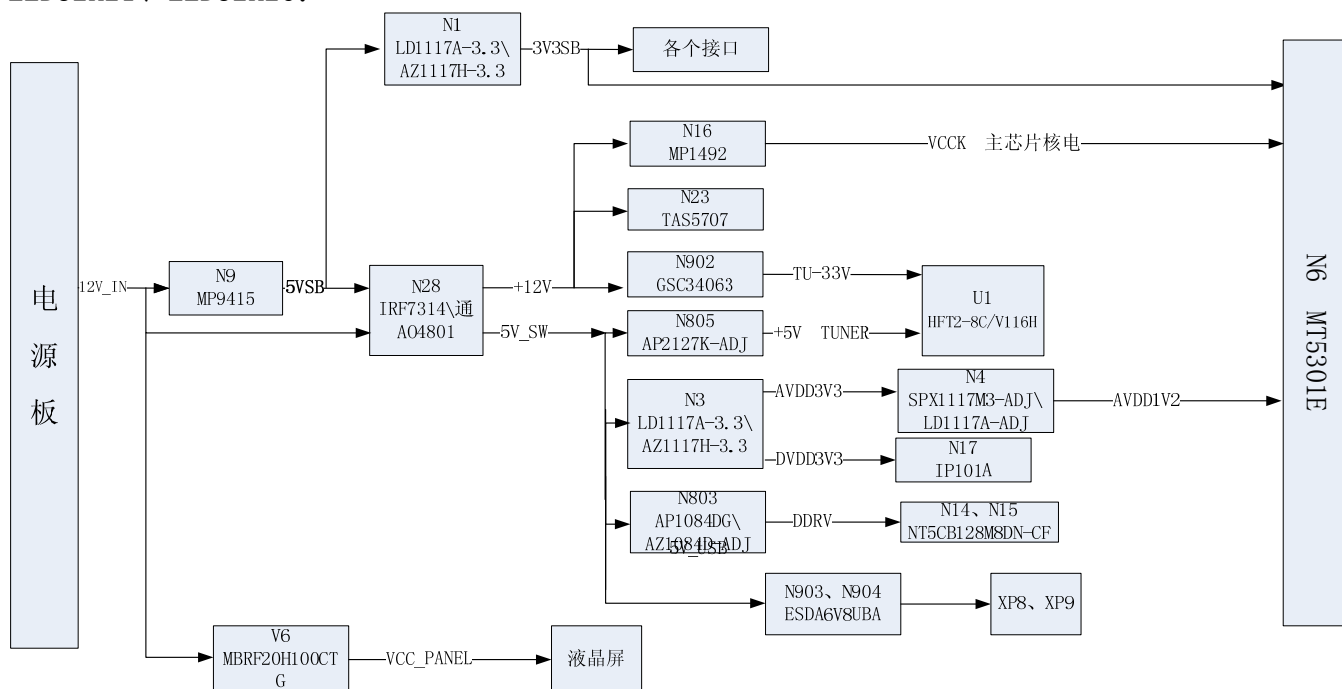 电源板
12V_IN
N9
MP9415
5VSB
N1
LD1117A-3.3\
AZ1117H-3.3
3V3SB
各个接口
N28
IRF7314\通
AO4801
+12V
5V_SW
N16
MP1492
VCCK 主芯片核电
N23
TAS5707
N902
GSC34063
TU-33V
N805
AP2127K-ADJ
+5V TUNER
U1
HFT2-8C/V116H
N3
LD1117A-3.3\
AZ1117H-3.3
AVDD3V3
DVDD3V3
N4
SPX1117M3-ADJ\
LD1117A-ADJ
AVDD1V2
N17
IP101A
N803
AP1084DG\
AZ1084D-ADJ
5V_USB
DDRV
N14、N15
NT5CB128M8DN-CF
N903、N904
ESDA6V8UBA
XP8、XP9
V6
MBRF20H100CT
G
VCC_PANEL
液晶屏
N6 MT5301E